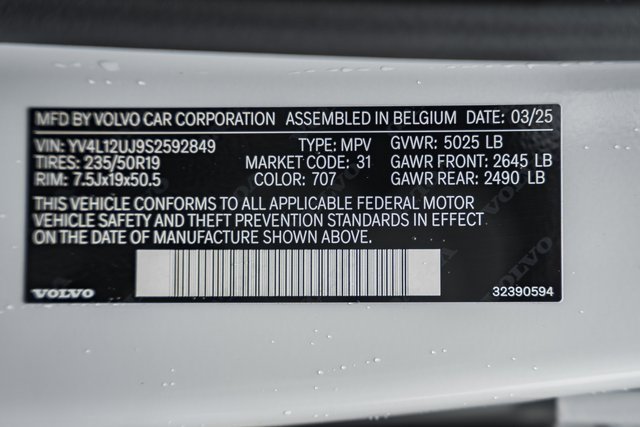 MFD BY VOLVO CAR CORPORATION ASSEMBLED IN BELGIUM DATE: 03/25
VIN: YV4L12UJ9S2592849 TYPE: MPV GVWR: 5025 LB
TIRES: 235/50R19 MARKET CODE: 31 GAWR FRONT: 2645 LB
RIM: 7.5Jx19x50.5 COLOR: 707 GAWR REAR: 2490 LB
THIS VEHICLE CONFORMS TO ALL APPLICABLE FEDERAL MOTOR
VEHICLE SAFETY AND THEFT PREVENTION STANDARDS IN EFFECT
ON THE DATE OF MANUFACTURE SHOWN ABOVE.
VOLVO
VOLVO 32390594